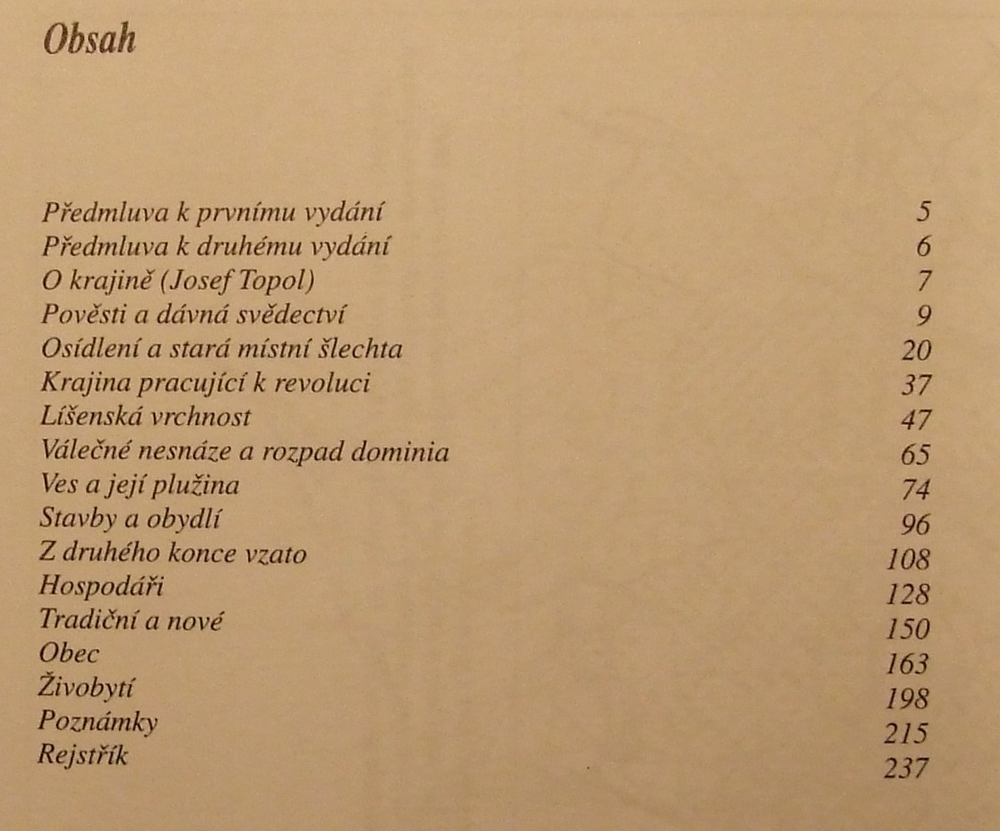 Obsah
Předmluva k prvnímu vydání 5
Předmluva k druhému vydání 6
O krajině (Josef Topol) 7
Pověsti a dávná svědectví 9
Osídlení a stará místní šlechta 20
Krajina pracující k revoluci 37
Líšenská vrchnost 47
Válečné nesnáze a rozpad dominia 65
Ves a její plužina 74
Stavby a obydlí 96
Z druhého konce vzato 108
Hospodáři 128
Tradiční a nové 150
Obec 163
Živobytí 198
Poznámky 215
Rejstřík 237